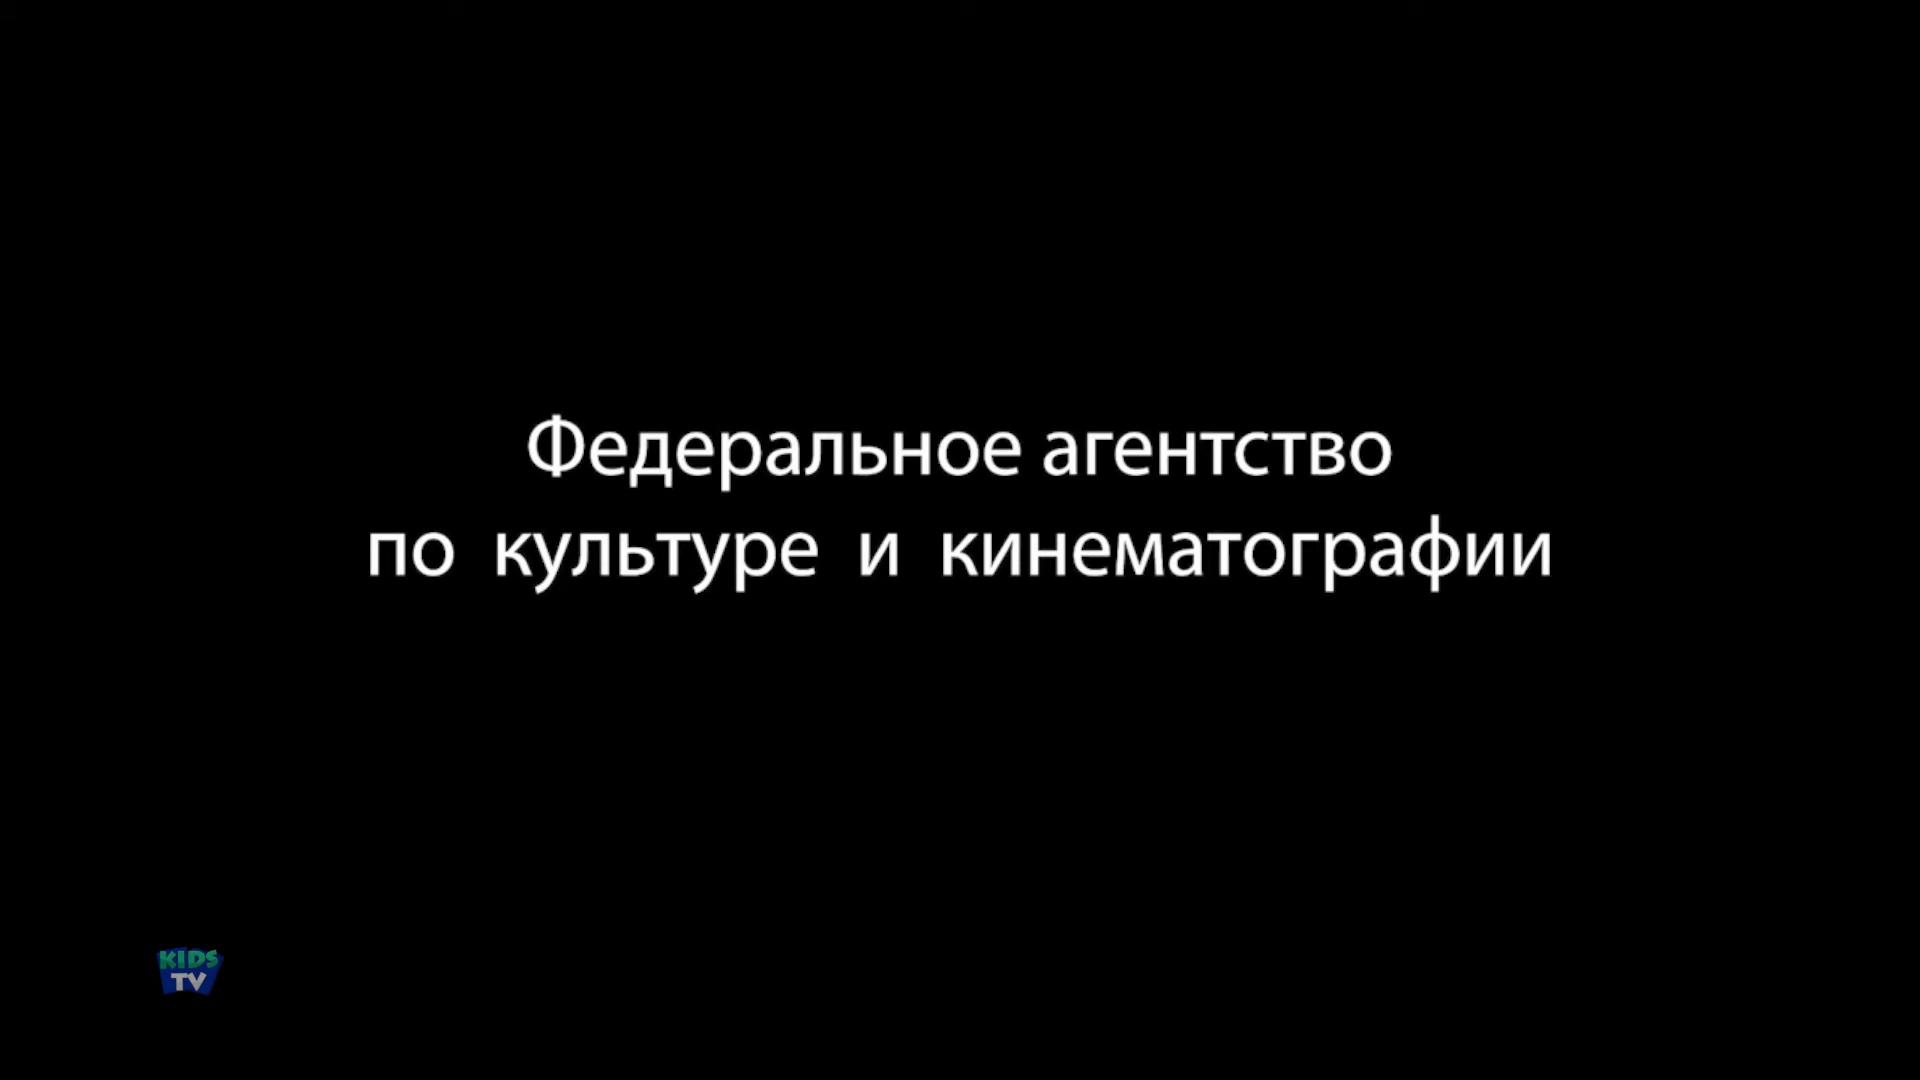 Федеральное агентство
по культуре и кинематографии
KIDS
TV